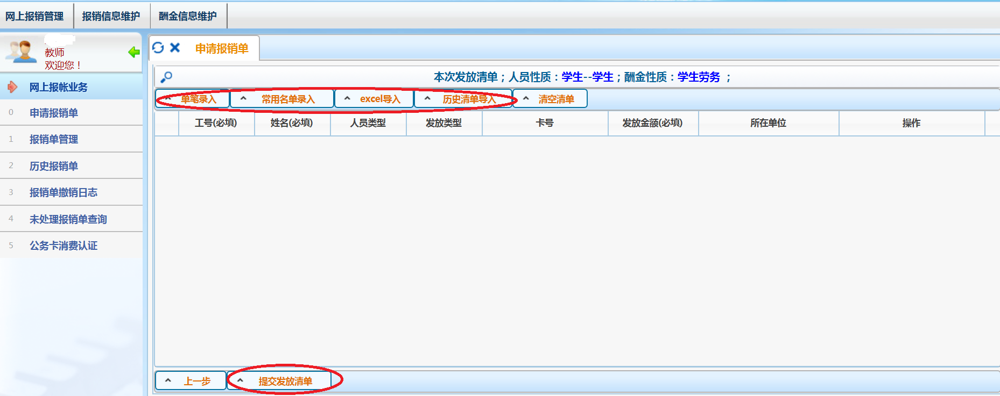 网上报销管理 报销信息维护 酬金信息维护
教师
欢迎您！
网上报帐业务
0 申请报销单
1 报销单管理
2 历史报销单
3 报销单撤销日志
4 未处理报销单查询
5 公务卡消费认证
申请报销单
本次发放清单；人员性质：学生--学生；酬金性质：学生劳务 ；
单笔录入 常用名单录入 excel导入 历史清单导入 清空清单
工号(必填) 姓名(必填) 人员类型 发放类型 卡号 发放金额(必填) 所在单位 操作
上一步 提交发放清单